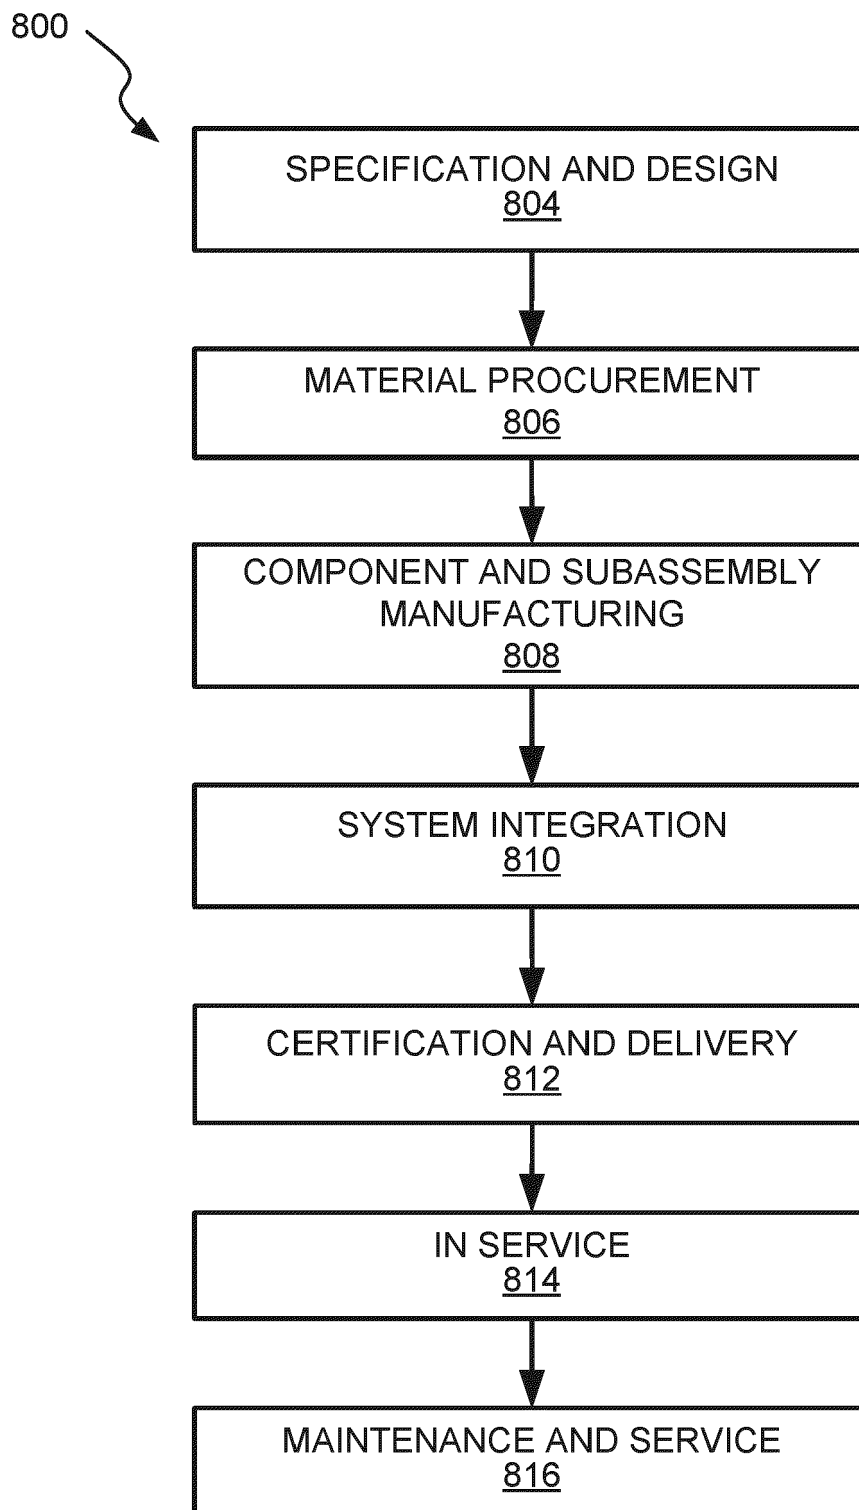 800
SPECIFICATION AND DESIGN
804
MATERIAL PROCUREMENT
806
COMPONENT AND SUBASSEMBLY
MANUFACTURING
808
SYSTEM INTEGRATION
810
CERTIFICATION AND DELIVERY
812
IN SERVICE
814
MAINTENANCE AND SERVICE
816